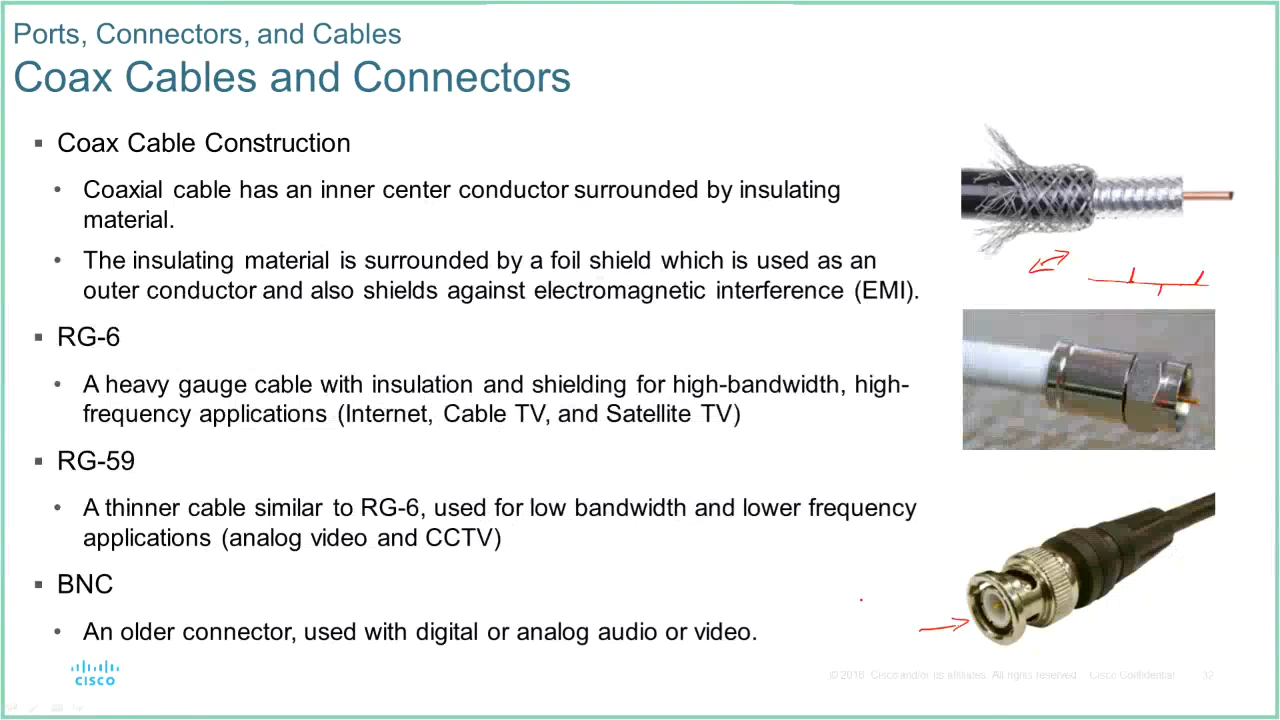 Ports, Connectors, and Cables
Coax Cables and Connectors
▪ Coax Cable Construction
• Coaxial cable has an inner center conductor surrounded by insulating
material.
• The insulating material is surrounded by a foil shield which is used as an
outer conductor and also shields against electromagnetic interference (EMI).
▪ RG-6
• A heavy gauge cable with insulation and shielding for high-bandwidth, high-
frequency applications (Internet, Cable TV, and Satellite TV)
▪ RG-59
• A thinner cable similar to RG-6, used for low bandwidth and lower frequency
applications (analog video and CCTV)
▪ BNC
• An older connector, used with digital or analog audio or video.
CISCO
© 2016 Cisco and/or its affiliates. All rights reserved. Cisco Confidential 32